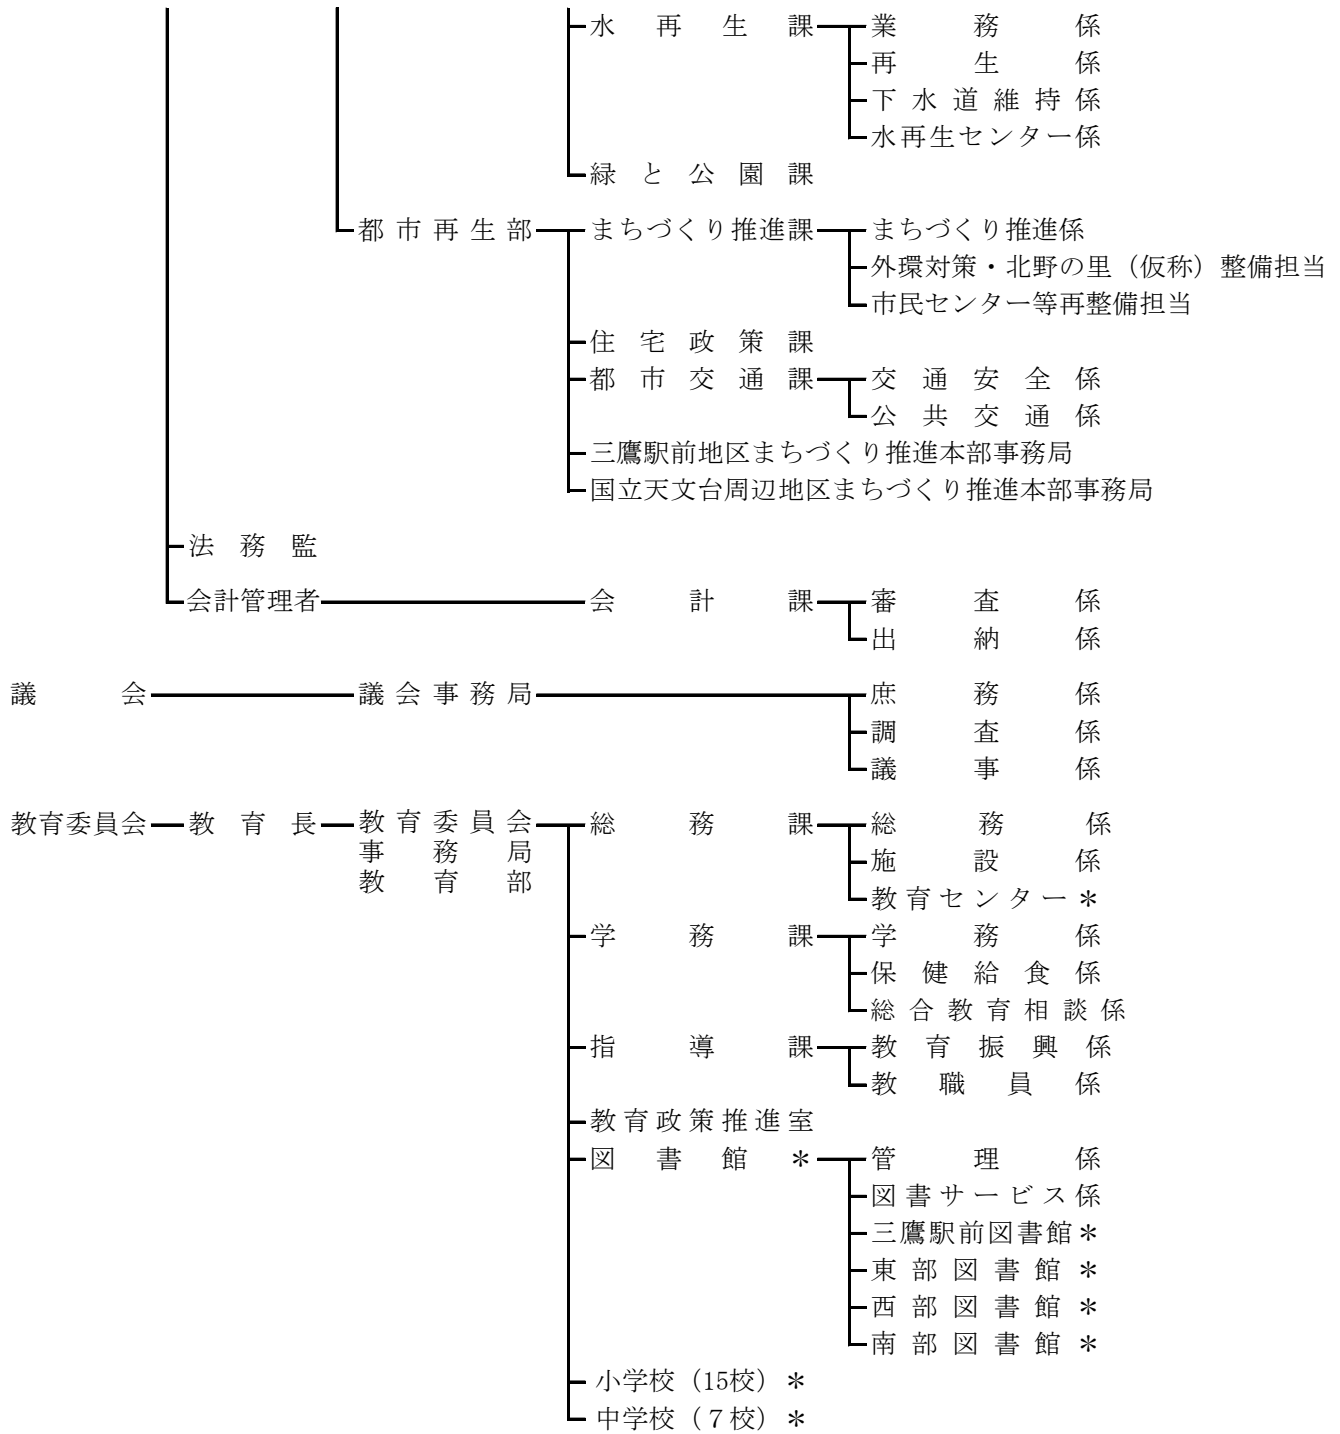 水再生課 業務係
再生係
下水道維持係
水再生センター係
緑と公園課
都市再生部 まちづくり推進課 まちづくり推進係
外環対策・北野の里（仮称）整備担当
市民センター等再整備担当
住宅政策課
都市交通課 交通安全係
公共交通係
三鷹駅前地区まちづくり推進本部事務局
国立天文台周辺地区まちづくり推進本部事務局
法務監
会計管理者 会計課 審査係
出納係
議会 議会事務局 庶務係
調査係
議事係
教育委員会 教育長 教育委員会 総務課 総務係
事務局 施設係
教育部 教育センター＊
学務課 学務係
保健給食係
総合教育相談係
指導課 教育振興係
教職員係
教育政策推進室
図書館＊ 管理係
図書サービス係
三鷹駅前図書館＊
東部図書館＊
西部図書館＊
南部図書館＊
小学校（15校）＊
中学校（７校）＊